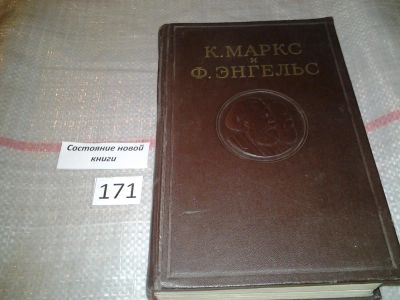 К. МАРКС
и
Ф. ЭНГЕЛЬС
Состояние новой
книги
171